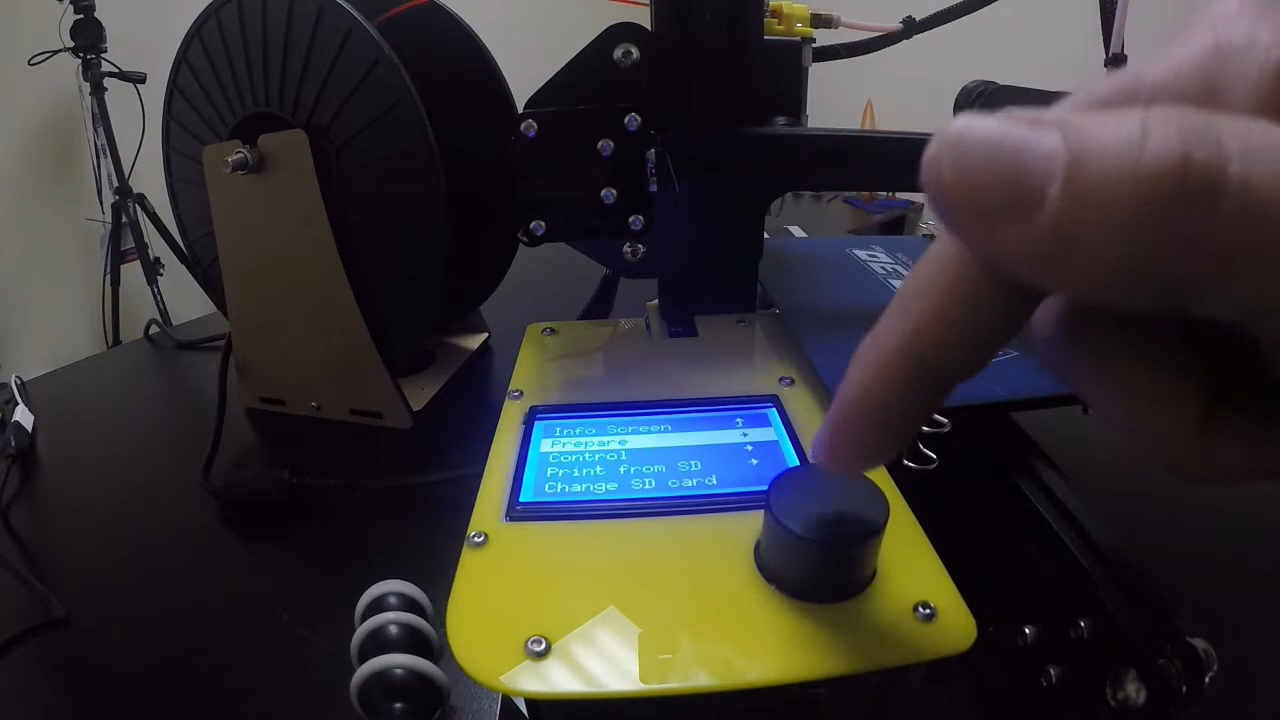 Info Screen
Prepare
Control
Print from SD
Change SD card